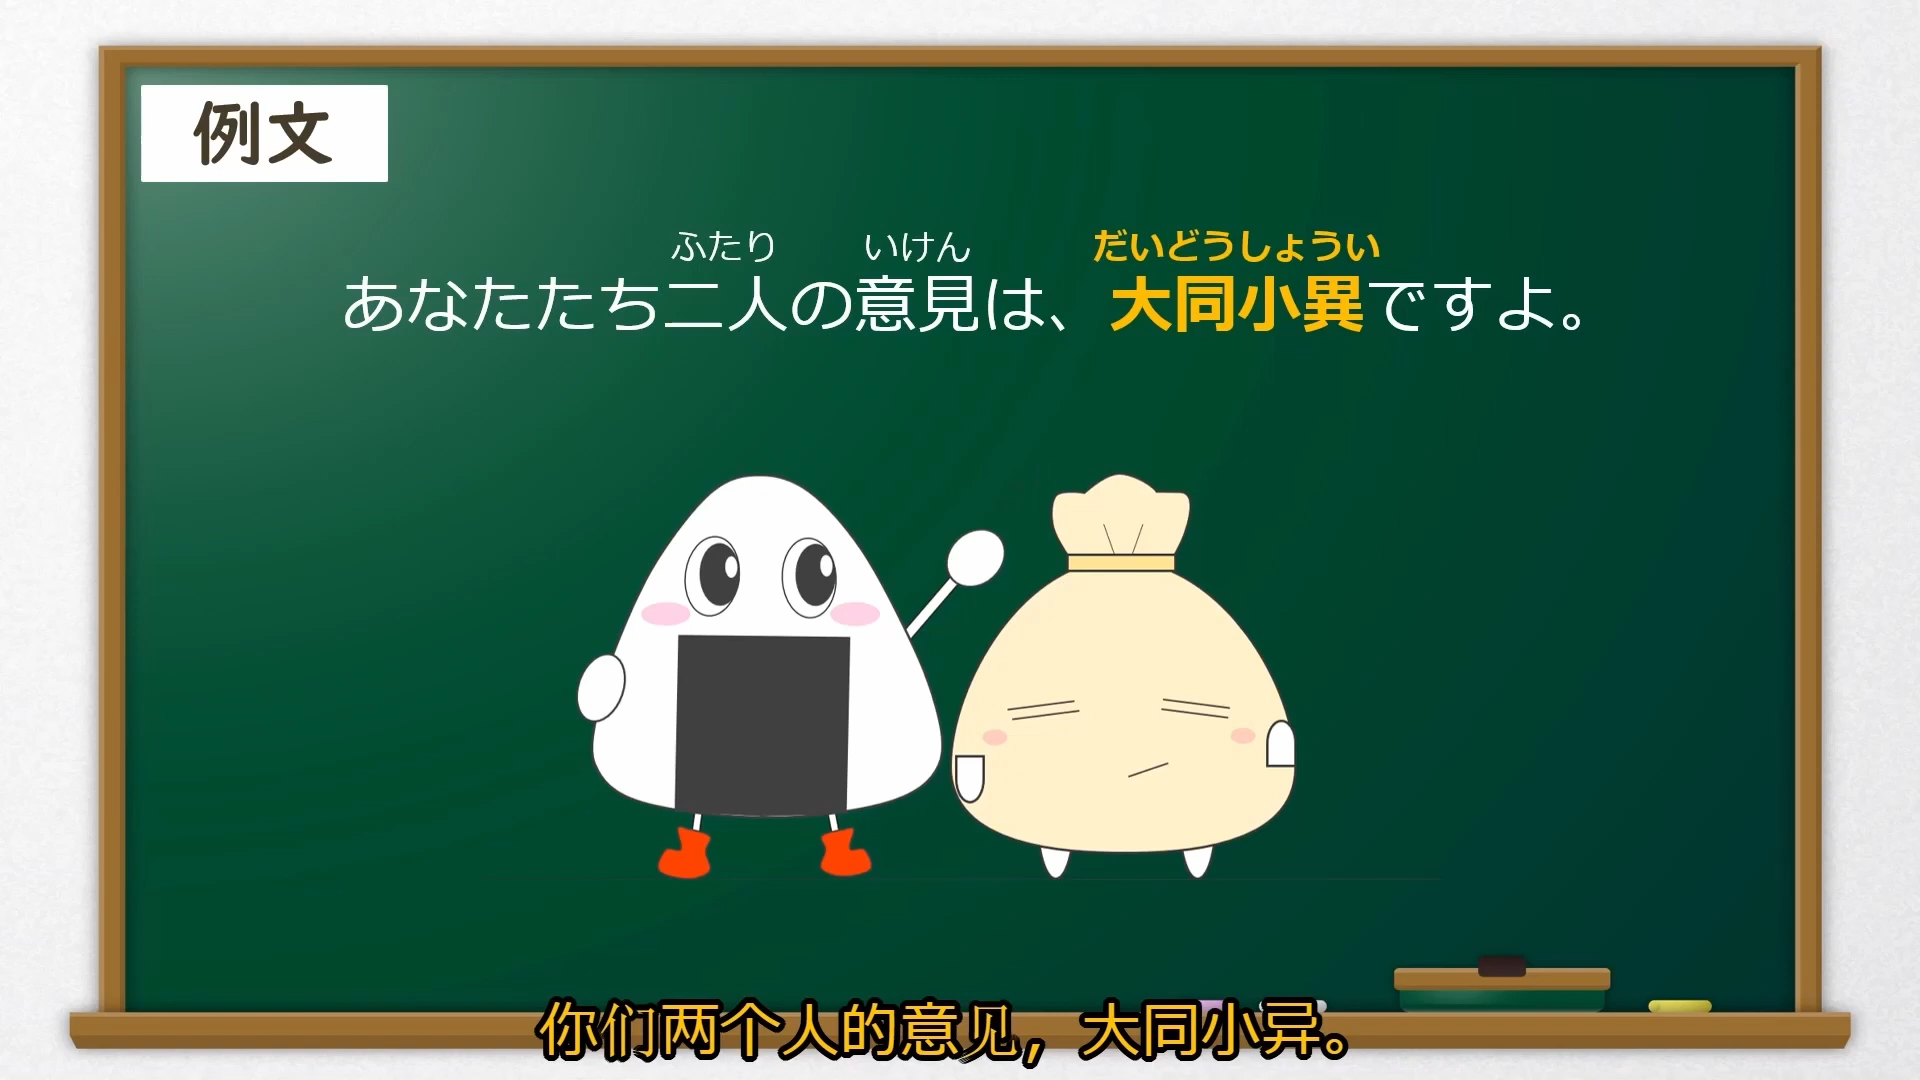 例文
ふたり いけん だいどうしょうい
あなたたち二人の意見は、大同小異ですよ。
你们两个人的意见，大同小异。